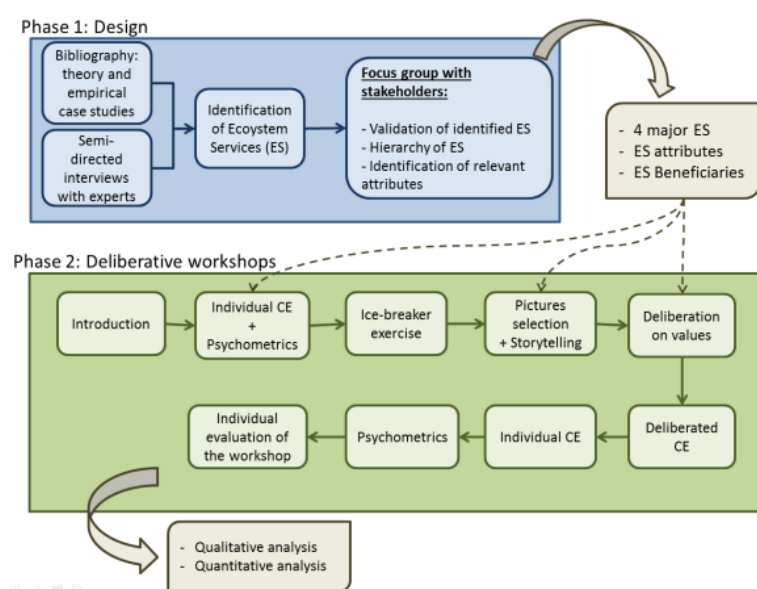 Phase 1: Design
Bibliography:
theory and
empirical
case studies
Semi-
directed
interviews
with experts
Identification
of Ecosystem
Services (ES)
Focus group with
stakeholders:
- Validation of identified ES
- Hierarchy of ES
- Identification of relevant
attributes
- 4 major ES
- ES attributes
- ES Beneficiaries
Phase 2: Deliberative workshops
Introduction
Individual CE
+
Psychometrics
Ice-breaker
exercise
Pictures
selection
+ Storytelling
Deliberation
on values
Individual
evaluation of
the workshop
Psychometrics
Individual CE
Deliberated
CE
- Qualitative analysis
- Quantitative analysis